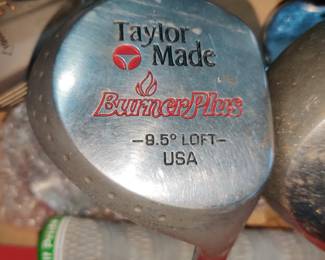 Taylor
Made
BurnerPlus
-9.5° LOFT-
USA